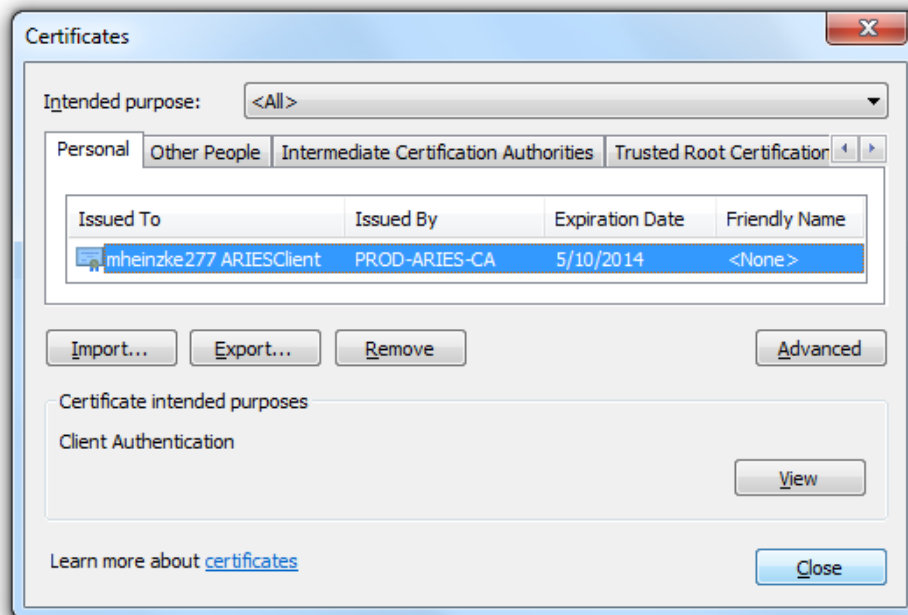 Certificates
Intended purpose: <All>
Personal Other People Intermediate Certification Authorities Trusted Root Certification
Issued To Issued By Expiration Date Friendly Name
mheinzke277 ARIESClient PROD-ARIES-CA 5/10/2014 <None>
Import... Export... Remove Advanced
Certificate intended purposes
Client Authentication
View
Learn more about certificates
Close